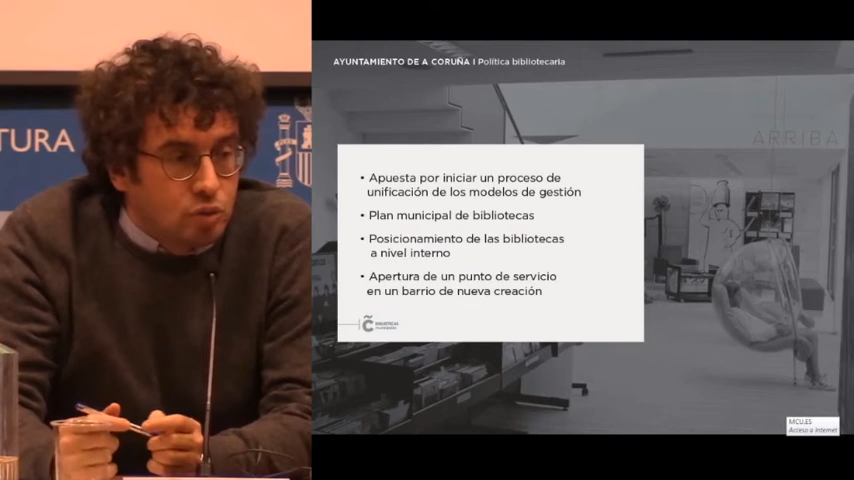 TURA
AYUNTAMIENTO DE A CORUÑA I Política bibliotecaria
ARRIBA
• Apuesta por iniciar un proceso de
unificación de los modelos de gestión
• Plan municipal de bibliotecas
• Posicionamiento de las bibliotecas
a nivel interno
• Apertura de un punto de servicio
en un barrio de nueva creación
MCU.ES
Acceso a Internet